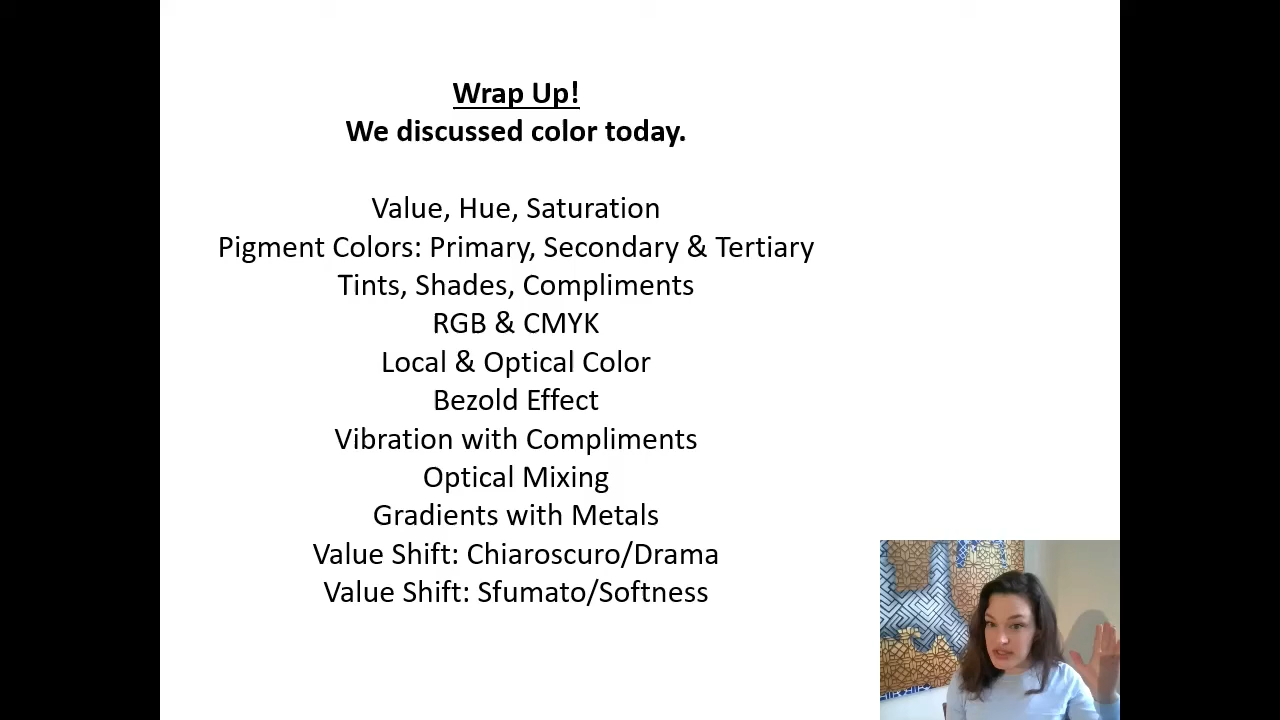 Wrap Up!
We discussed color today.
Value, Hue, Saturation
Pigment Colors: Primary, Secondary & Tertiary
Tints, Shades, Compliments
RGB & CMYK
Local & Optical Color
Bezold Effect
Vibration with Compliments
Optical Mixing
Gradients with Metals
Value Shift: Chiaroscuro/Drama
Value Shift: Sfumato/Softness